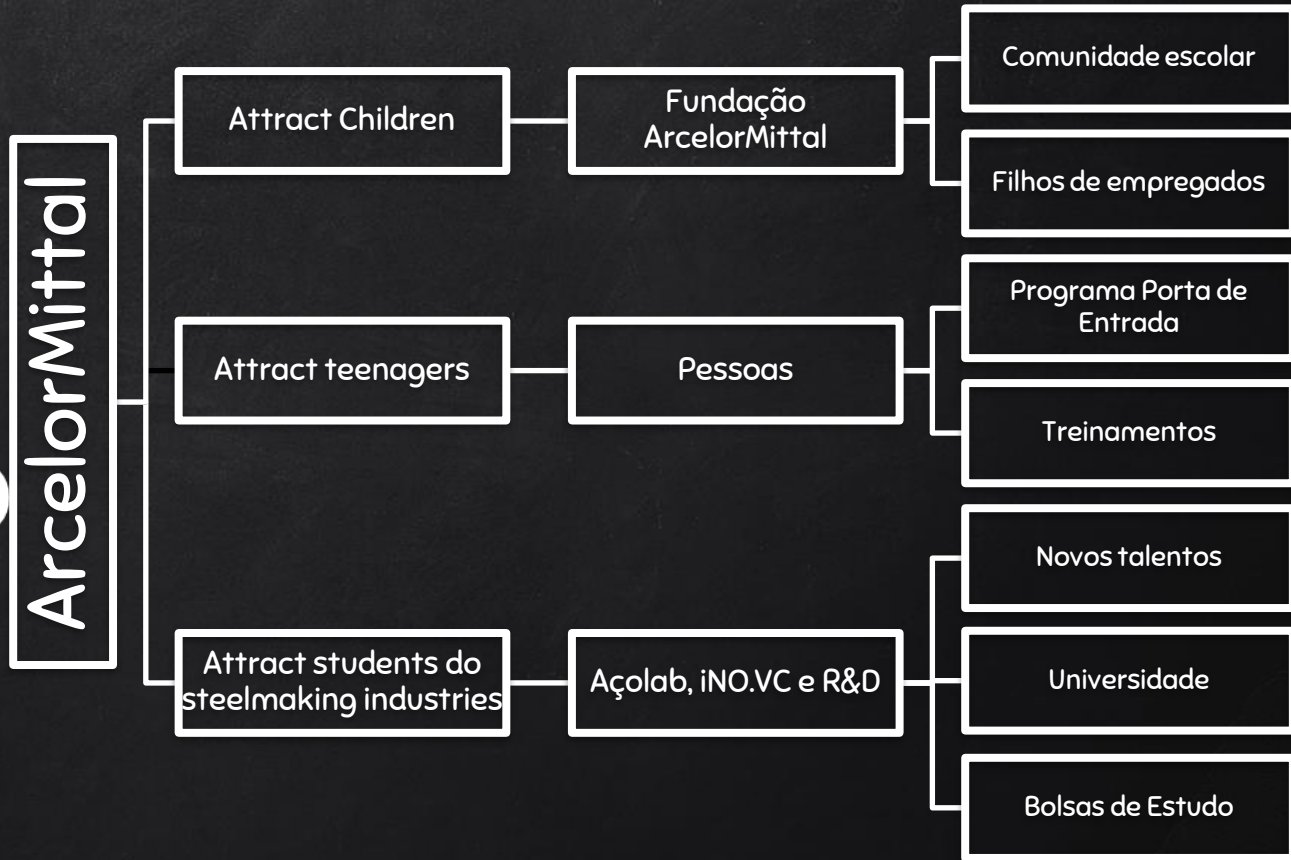 ArcelorMittal
Attract Children
Fundação
ArcelorMittal
Comunidade escolar
Filhos de empregados
Attract teenagers
Pessoas
Programa Porta de
Entrada
Treinamentos
Attract students do
steelmaking industries
Açolab, iNO.VC e R&D
Novos talentos
Universidade
Bolsas de Estudo